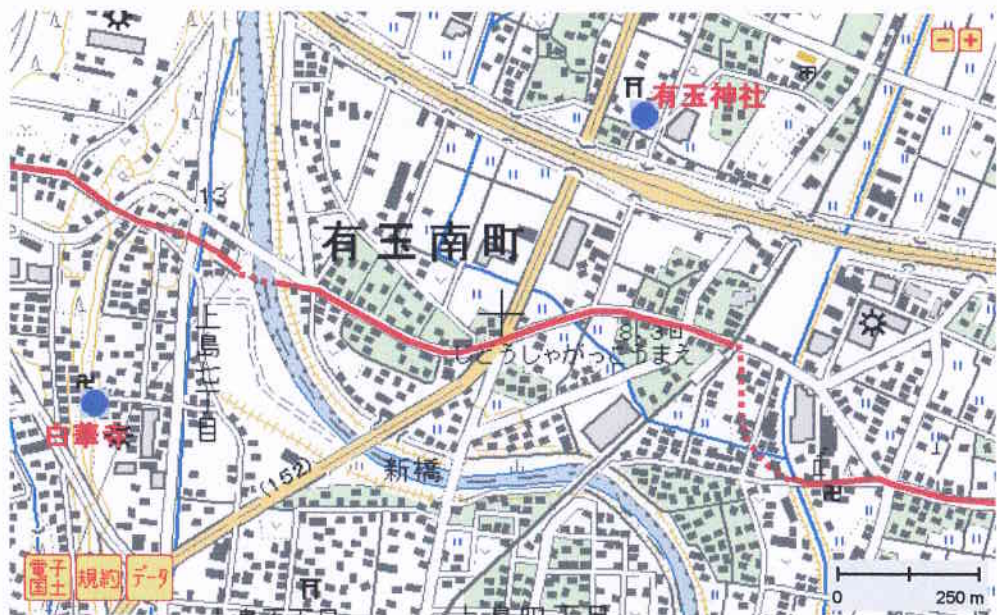 有玉神社
13
有玉南町
8.3
じどうしゃがっこうまえ
上島七丁目
白華寺
(152)
新橋
電子国土
規約
データ
0
250 m